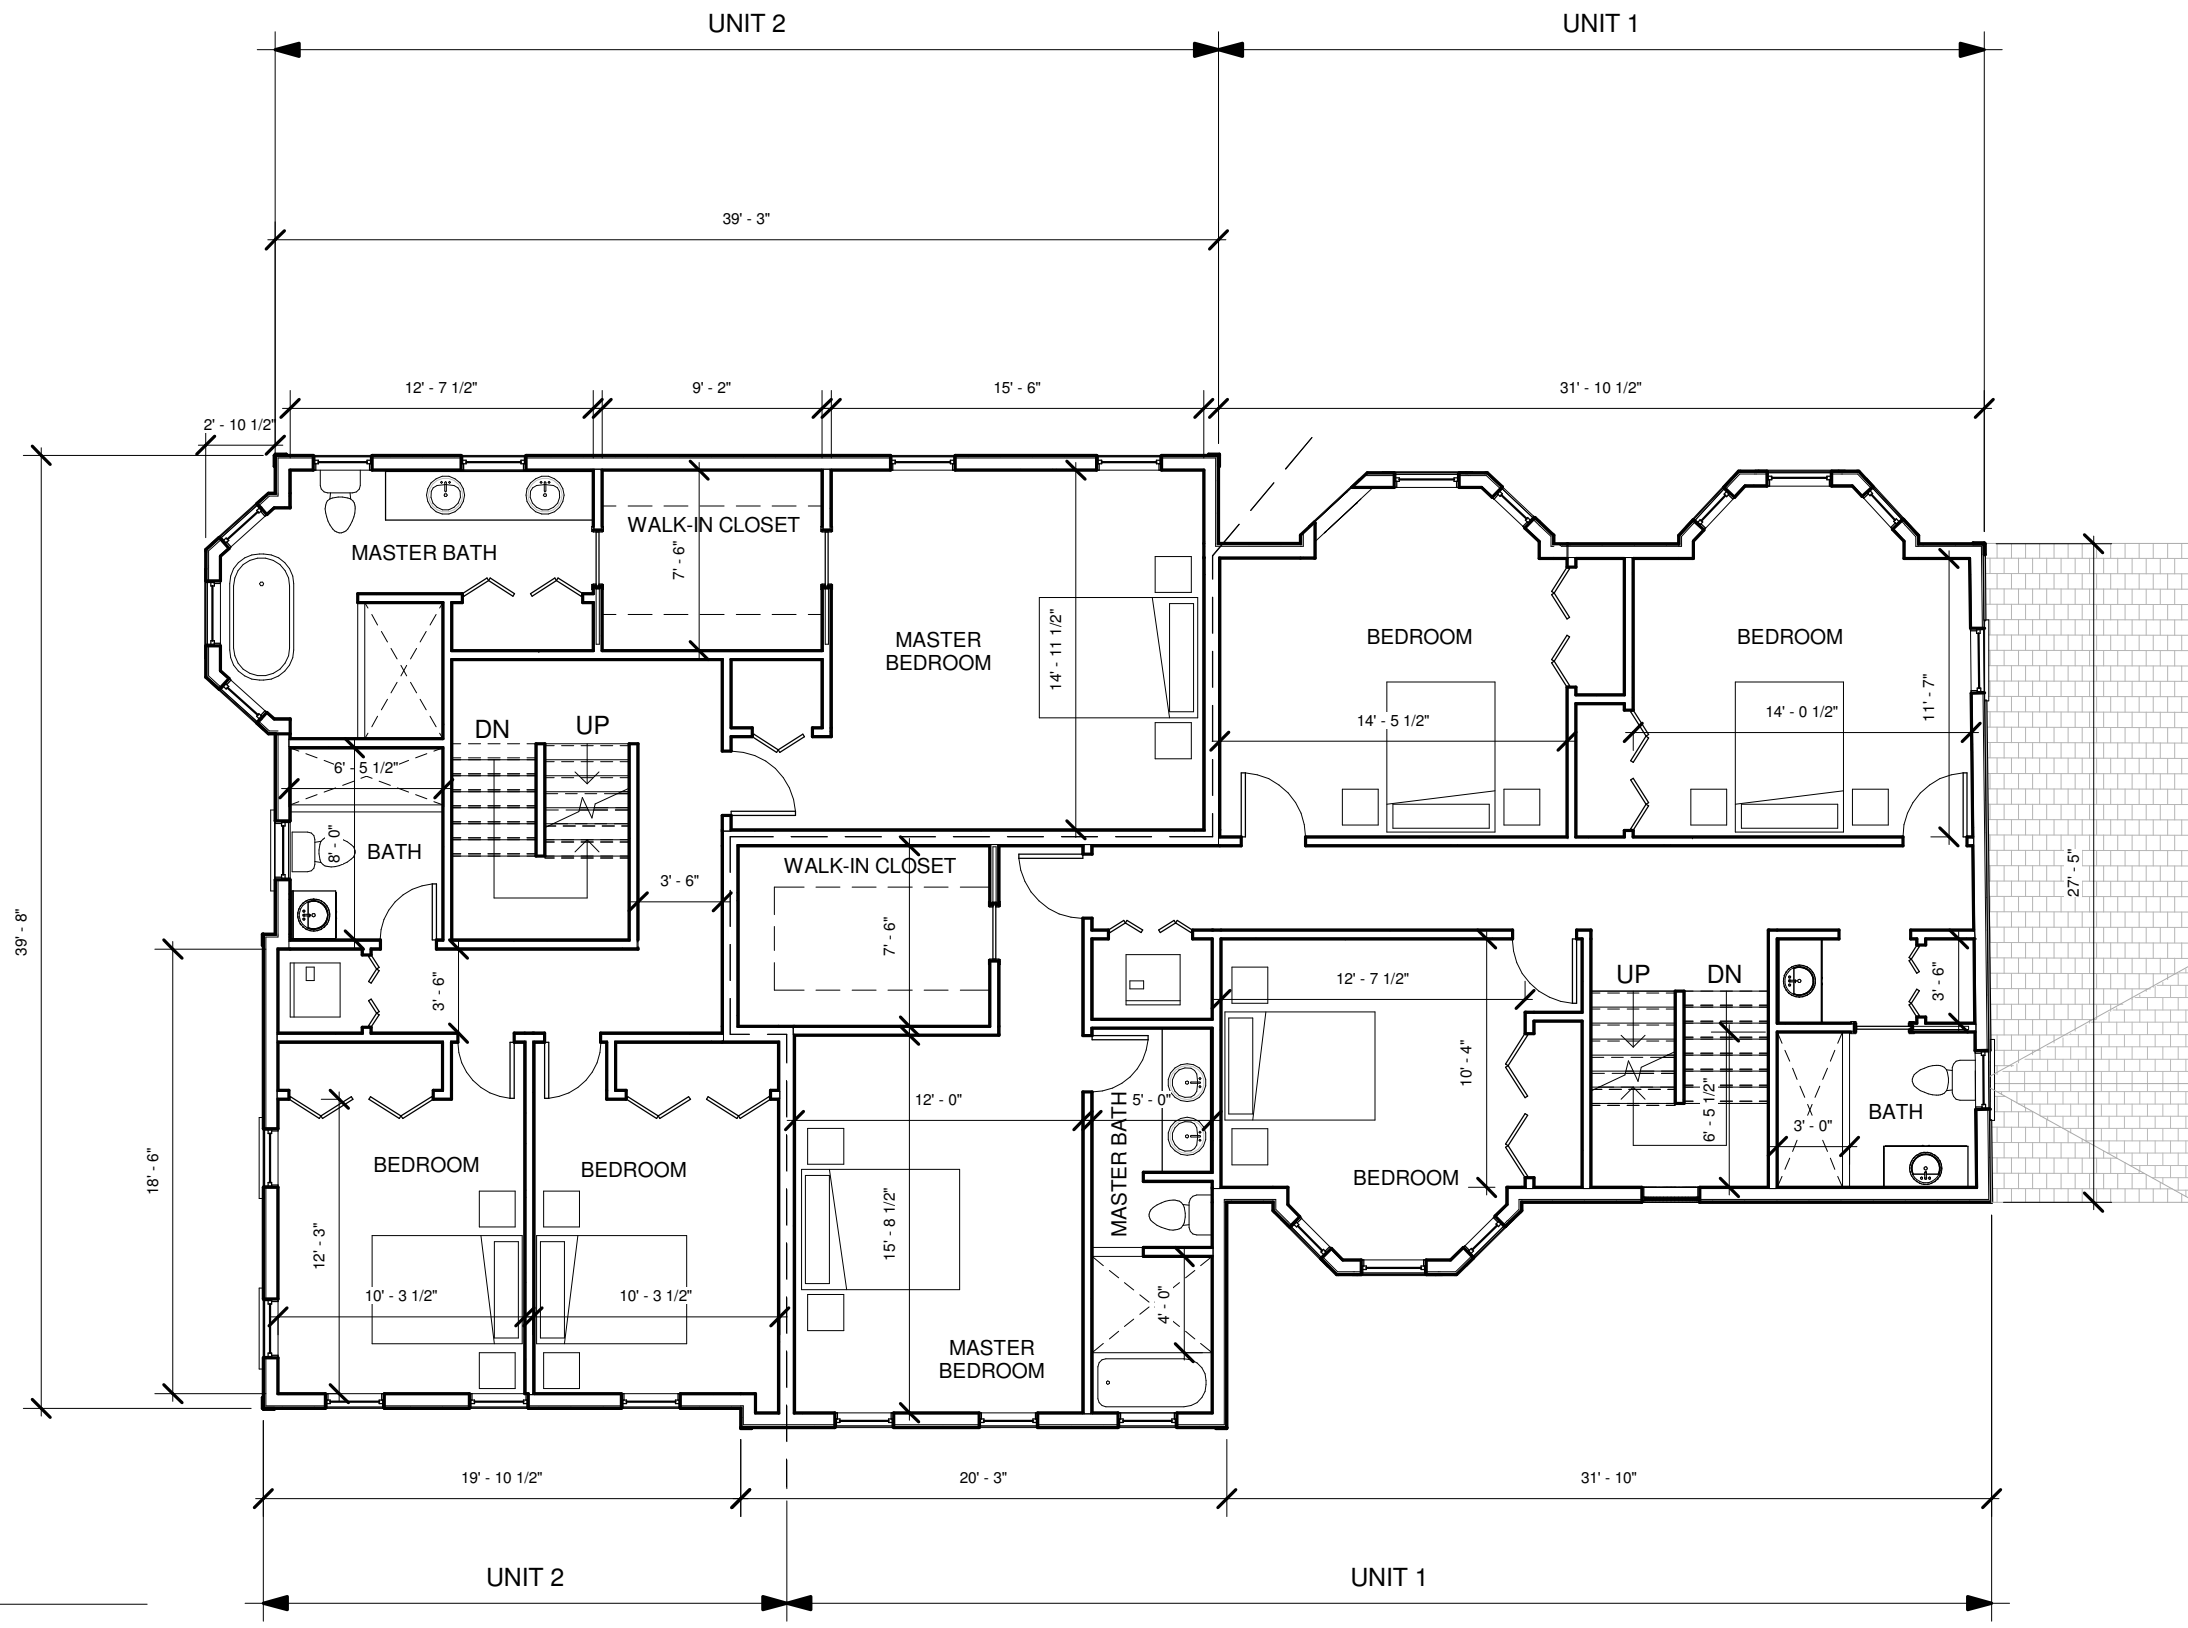 UNIT 2
UNIT 1
39' - 3"
12' - 7 1/2"
9' - 2"
15' - 6"
31' - 10 1/2"
2' - 10 1/2"
WALK-IN CLOSET
MASTER BATH
7' - 6"
MASTER
BEDROOM
14' - 11 1/2"
BEDROOM
BEDROOM
11' - 7"
14' - 5 1/2"
14' - 0 1/2"
DN
UP
6' - 5 1/2"
8' - 0"
BATH
WALK-IN CLOSET
3' - 6"
27' - 5"
39' - 8"
7' - 6"
3' - 6"
12' - 7 1/2"
UP
DN
3' - 6"
10' - 4"
12' - 0"
5' - 0"
6' - 5 1/2"
BATH
3' - 0"
18' - 6"
BEDROOM
BEDROOM
MASTER BATH
BEDROOM
12' - 3"
15' - 8 1/2"
10' - 3 1/2"
10' - 3 1/2"
4' - 0"
MASTER
BEDROOM
19' - 10 1/2"
20' - 3"
31' - 10"
UNIT 2
UNIT 1